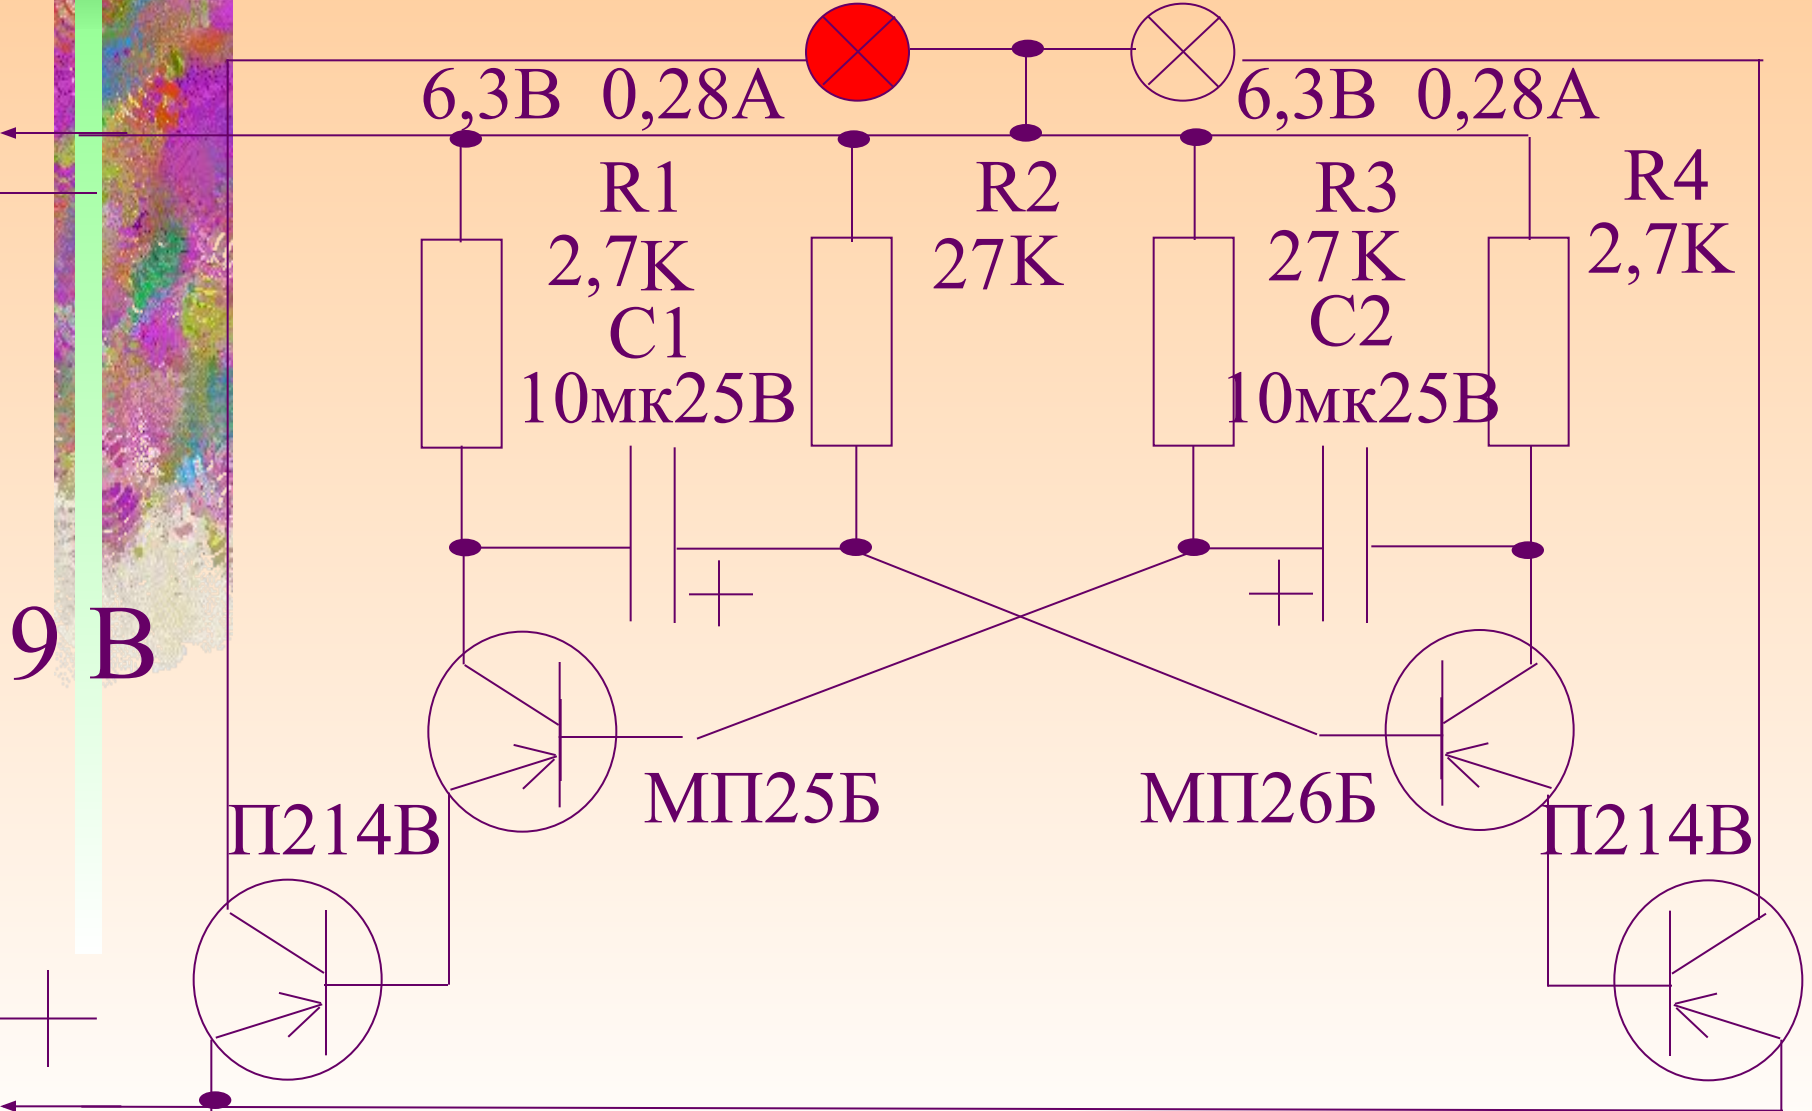 6,3В 0,28А
6,3В 0,28А
R1
2,7К
C1
10мк25В
R2
27К
R3
27К
C2
10мк25В
R4
2,7К
9 В
МП25Б
МП26Б
П214В
П214В